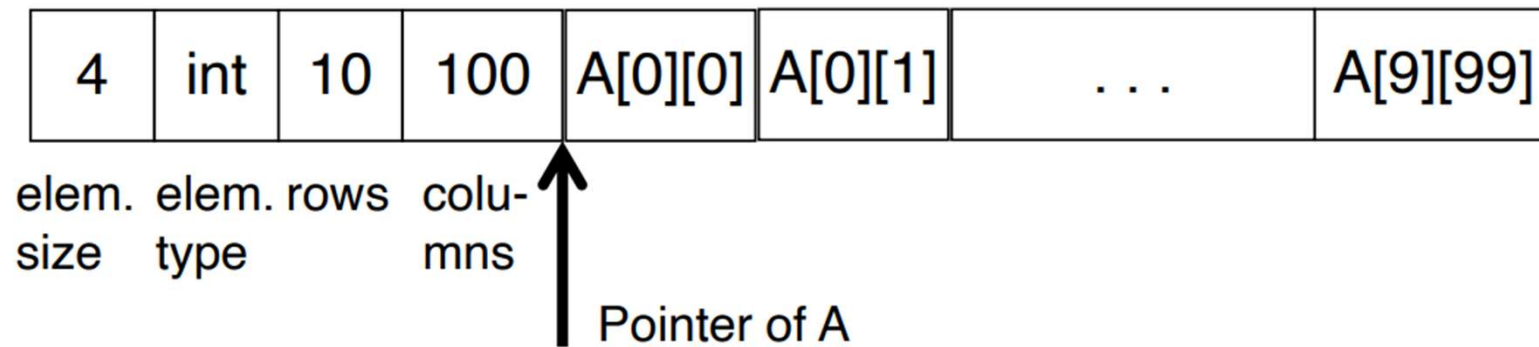 4 int 10 100 A[0][0] A[0][1] . . . A[9][99]
elem. elem. rows colu-
size type mns
Pointer of A